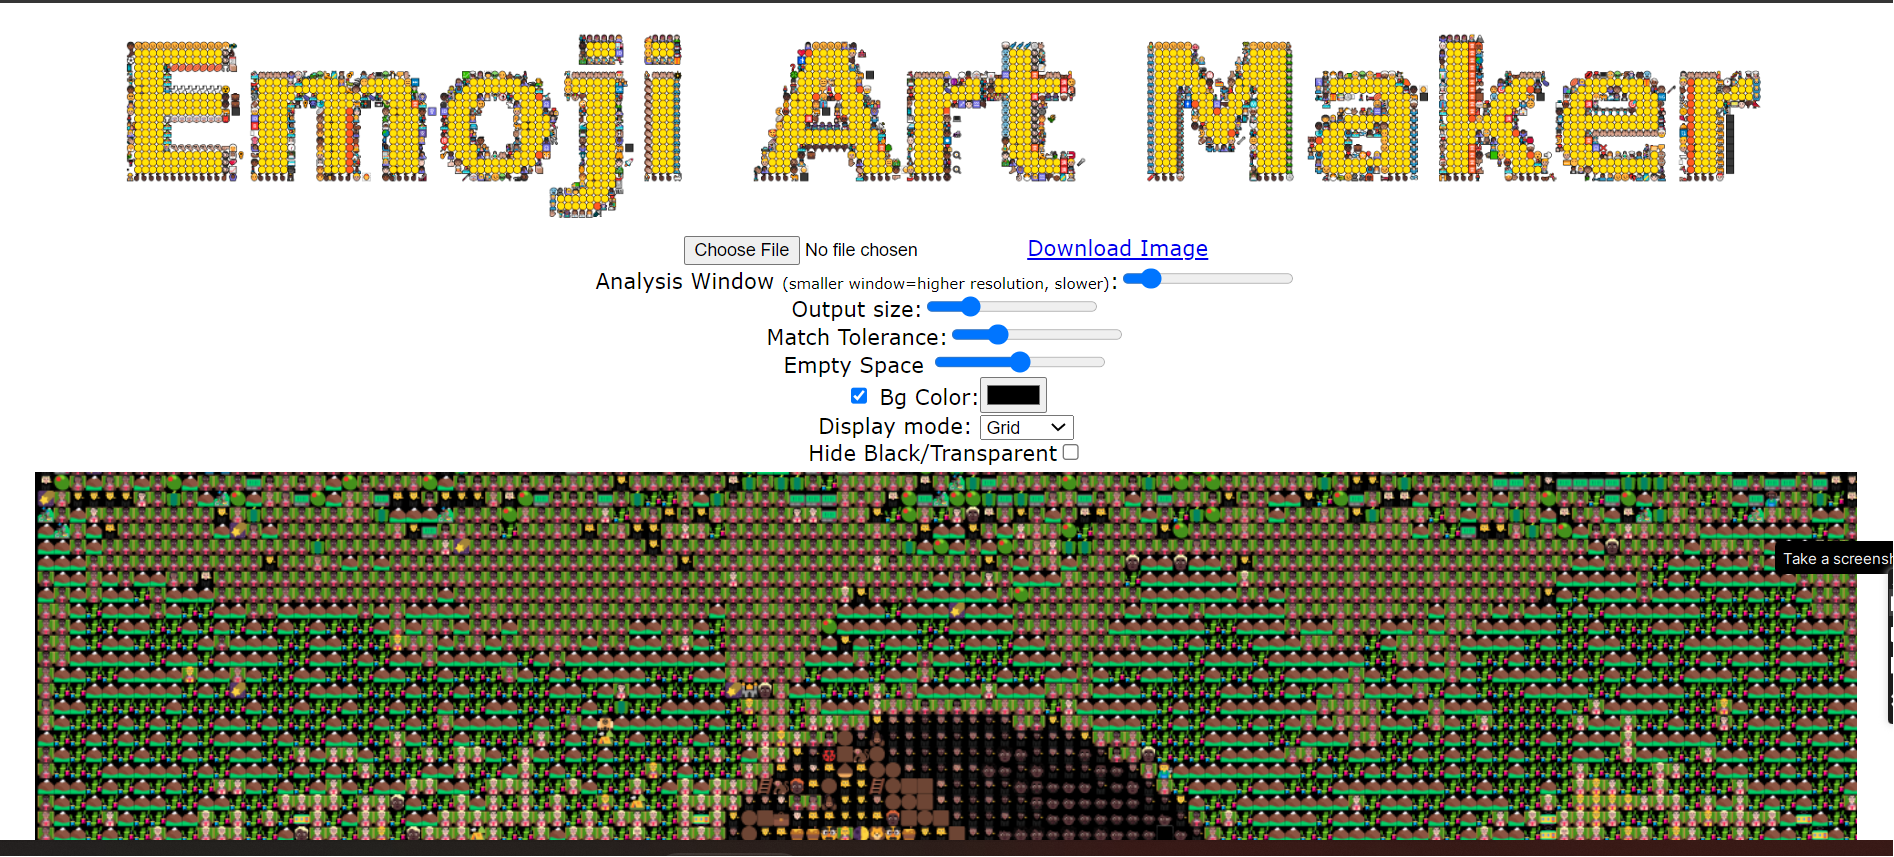 Emoji Art Maker
Choose File No file chosen Download Image
Analysis Window (smaller window=higher resolution, slower):
Output size:
Match Tolerance:
Empty Space
Bg Color:
Display mode: Grid
Hide Black/Transparent
Take a screens